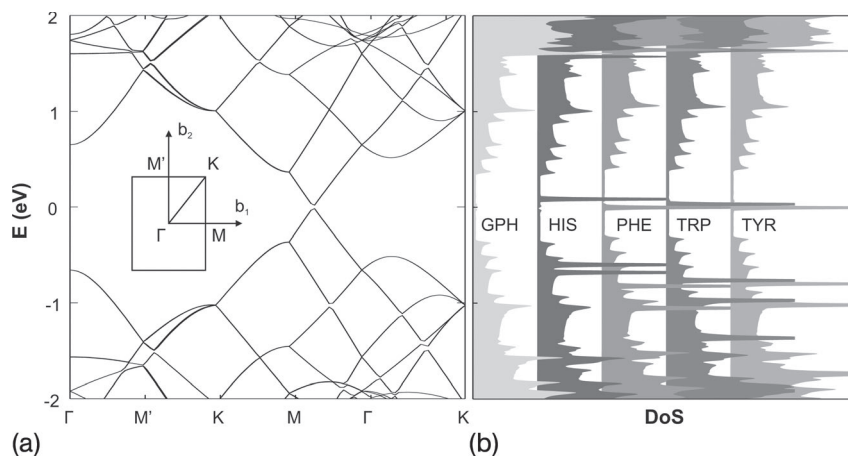 2
1
0
-1
-2
E (eV)
b₂
M'
K
b₁
Γ
M
Γ
M'
K
M
Γ
K
(a)
GPH
HIS
PHE
TRP
TYR
DoS
(b)